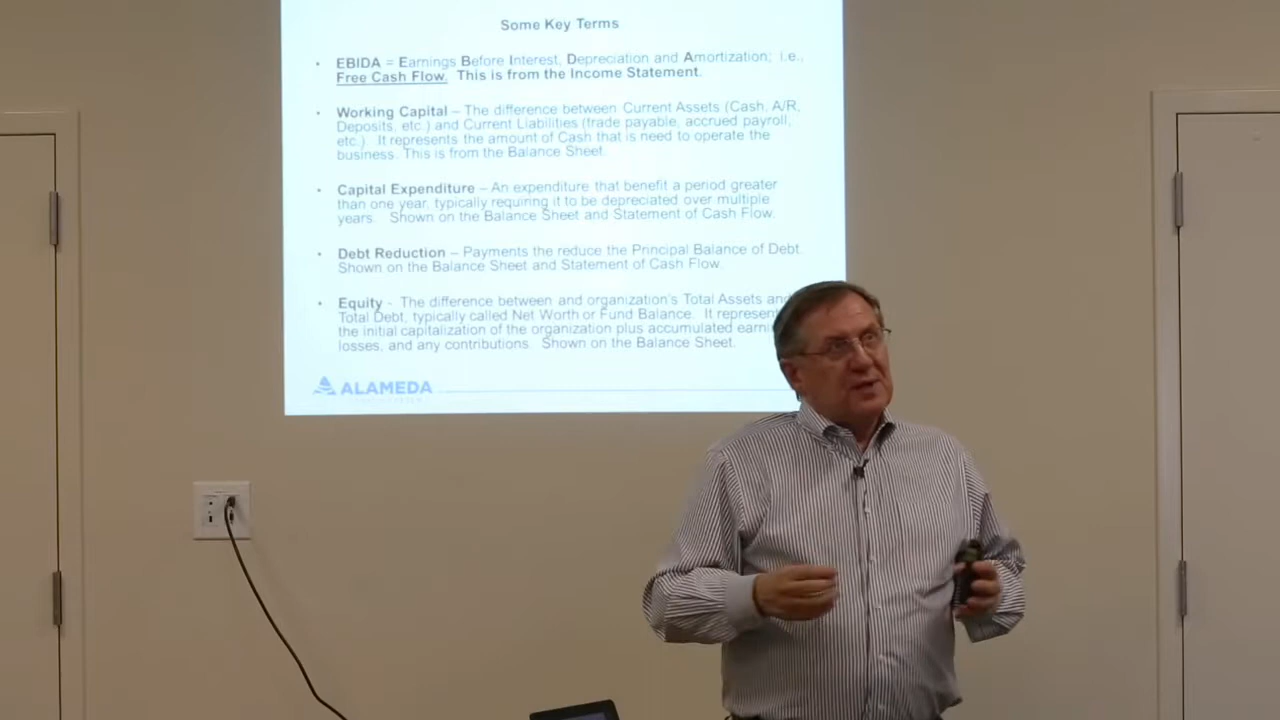 Some Key Terms
• EBIDA = Earnings Before Interest, Depreciation and Amortization; i.e.,
Free Cash Flow. This is from the Income Statement.
• Working Capital – The difference between Current Assets (Cash, A/R,
Deposits, etc.) and Current Liabilities (trade payable, accrued payroll,
etc.). It represents the amount of Cash that is need to operate the
business. This is from the Balance Sheet.
• Capital Expenditure – An expenditure that benefit a period greater
than one year, typically requiring it to be depreciated over multiple
years. Shown on the Balance Sheet and Statement of Cash Flow.
• Debt Reduction – Payments the reduce the Principal Balance of Debt.
Shown on the Balance Sheet and Statement of Cash Flow.
• Equity - The difference between and organization's Total Assets and
Total Debt, typically called Net Worth or Fund Balance. It represent
the initial capitalization of the organization plus accumulated
losses, and any contributions. Shown on the Balance Sheet.
ALAMEDA